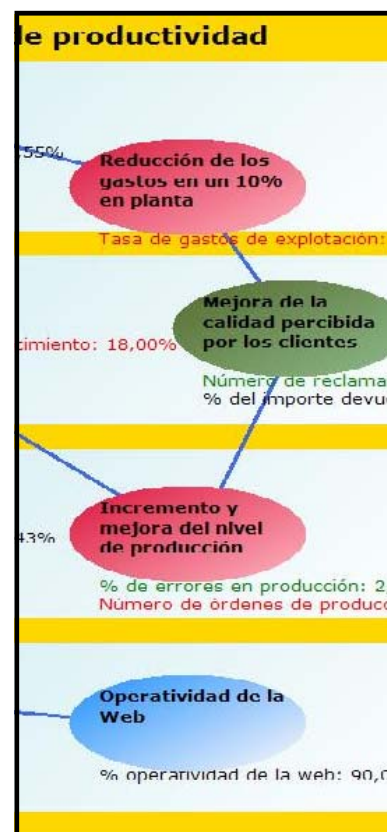 de productividad
,55%
Reducción de los
gastos en un 10%
en planta
Tasa de gastos de explotación:
Mejora de la
calidad percibida
por los clientes
cimiento: 18,00%
Número de reclama
% del importe devu
Incremento y
mejora del nivel
de producción
43%
% de errores en producción: 2
Número de órdenes de producc
Operatividad de la
Web
% operatividad de la web: 90,0